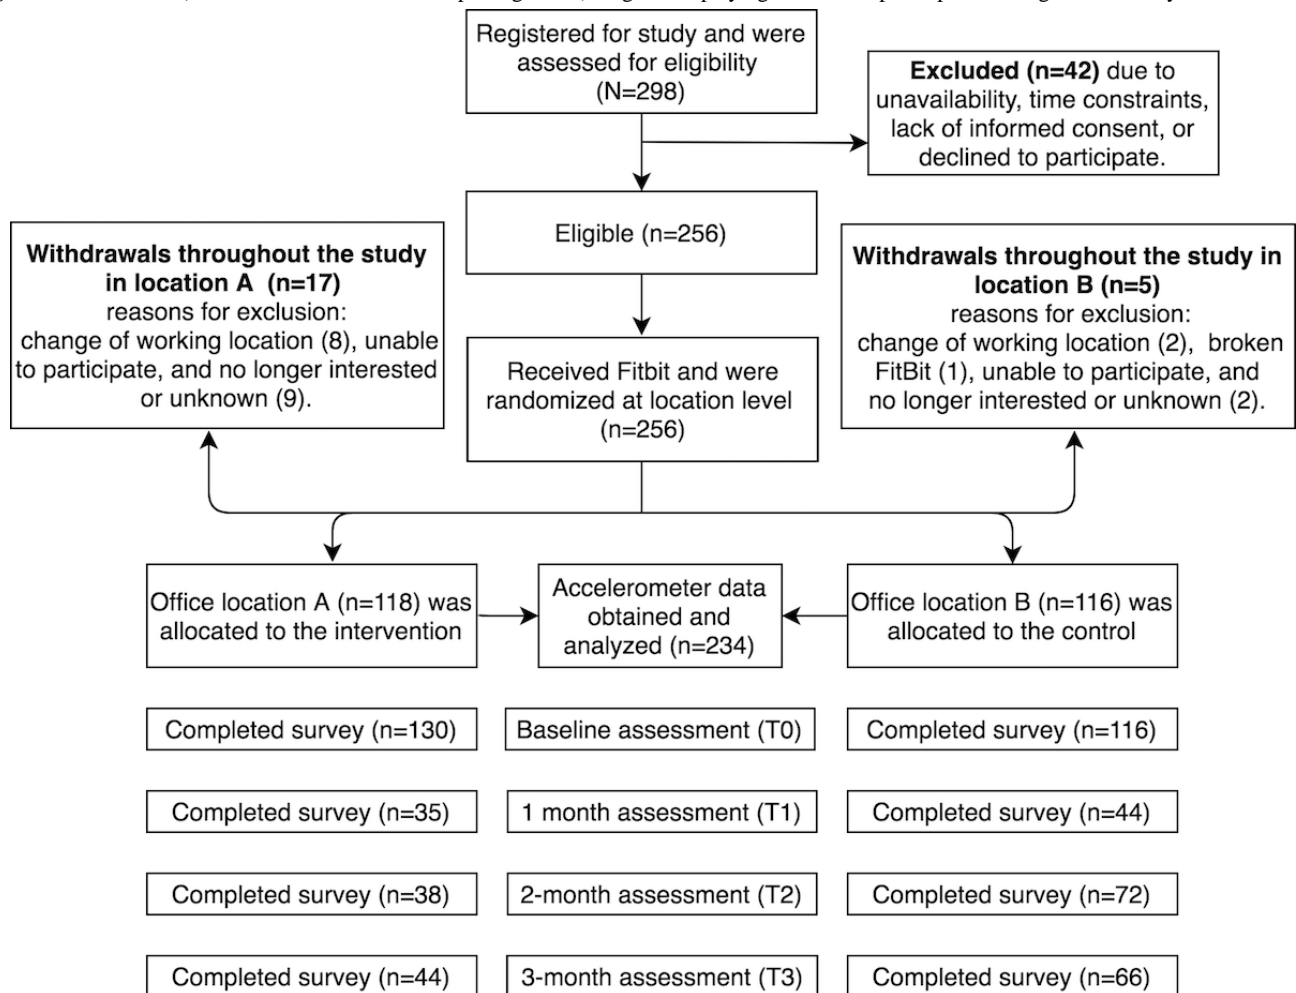 Registered for study and were
assessed for eligibility
(N=298)
Excluded (n=42) due to
unavailability, time constraints,
lack of informed consent, or
declined to participate.
Eligible (n=256)
Withdrawals throughout the study
in location A (n=17)
reasons for exclusion:
change of working location (8), unable
to participate, and no longer interested
or unknown (9).
Withdrawals throughout the study in
location B (n=5)
reasons for exclusion:
change of working location (2), broken
FitBit (1), unable to participate, and
no longer interested or unknown (2).
Received Fitbit and were
randomized at location level
(n=256)
Office location A (n=118) was
allocated to the intervention
Accelerometer data
obtained and
analyzed (n=234)
Office location B (n=116) was
allocated to the control
Completed survey (n=130)
Baseline assessment (T0)
Completed survey (n=116)
Completed survey (n=35)
1 month assessment (T1)
Completed survey (n=44)
Completed survey (n=38)
2-month assessment (T2)
Completed survey (n=72)
Completed survey (n=44)
3-month assessment (T3)
Completed survey (n=66)